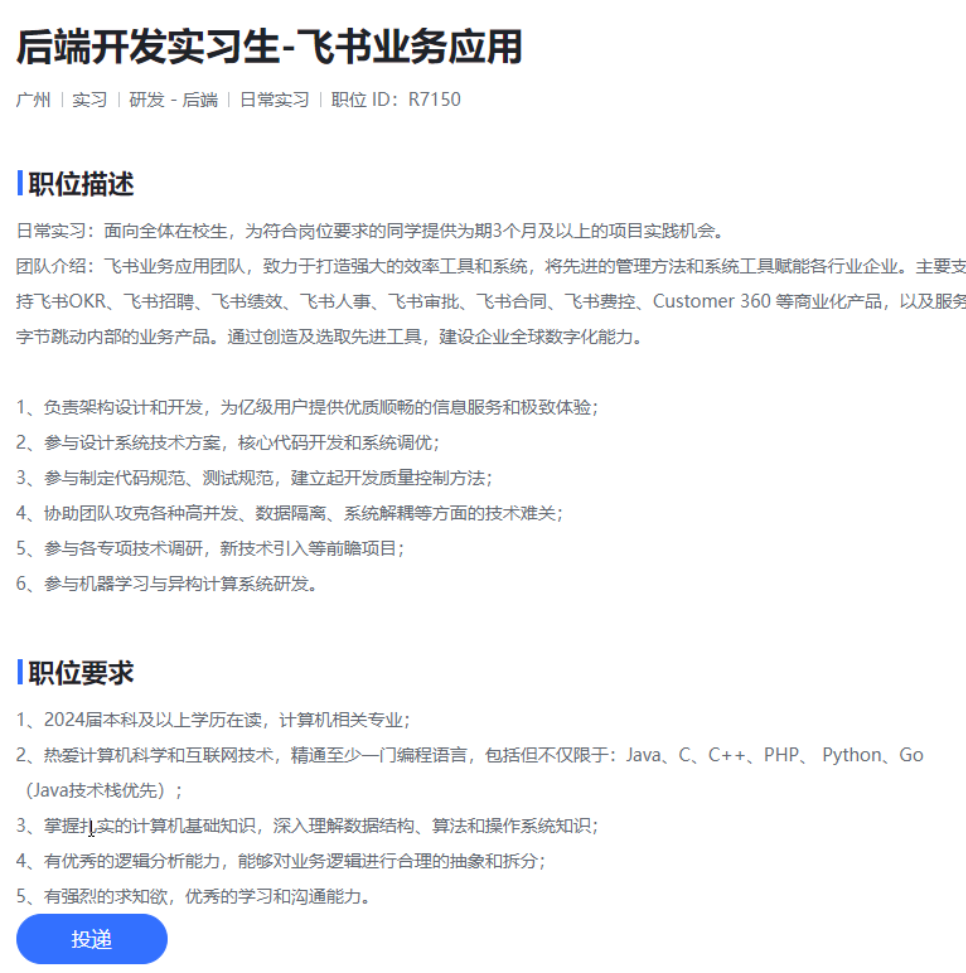 后端开发实习生-飞书业务应用
广州 | 实习 | 研发 - 后端 | 日常实习 | 职位 ID：R7150
职位描述
日常实习：面向全体在校生，为符合岗位要求的同学提供为期3个月及以上的项目实践机会。
团队介绍：飞书业务应用团队，致力于打造强大的效率工具和系统，将先进的管理方法和系统工具赋能各行业企业。主要支
持飞书OKR、飞书招聘、飞书绩效、飞书人事、飞书审批、飞书合同、飞书费控、Customer 360 等商业化产品，以及服务
字节跳动内部的业务产品。通过创造及选取先进工具，建设企业全球数字化能力。
1、负责架构设计和开发，为亿级用户提供优质顺畅的信息服务和极致体验；
2、参与设计系统技术方案，核心代码开发和系统调优；
3、参与制定代码规范、测试规范，建立起开发质量控制方法；
4、协助团队攻克各种高并发、数据隔离、系统解耦等方面的技术难关；
5、参与各专项技术调研，新技术引入等前瞻项目；
6、参与机器学习与异构计算系统研发。
职位要求
1、2024届本科及以上学历在读，计算机相关专业；
2、热爱计算机科学和互联网技术，精通至少一门编程语言，包括但不仅限于：Java、C、C++、PHP、 Python、Go
（Java技术栈优先）；
3、掌握扎实的计算机基础知识，深入理解数据结构、算法和操作系统知识；
4、有优秀的逻辑分析能力，能够对业务逻辑进行合理的抽象和拆分；
5、有强烈的求知欲，优秀的学习和沟通能力。
投递